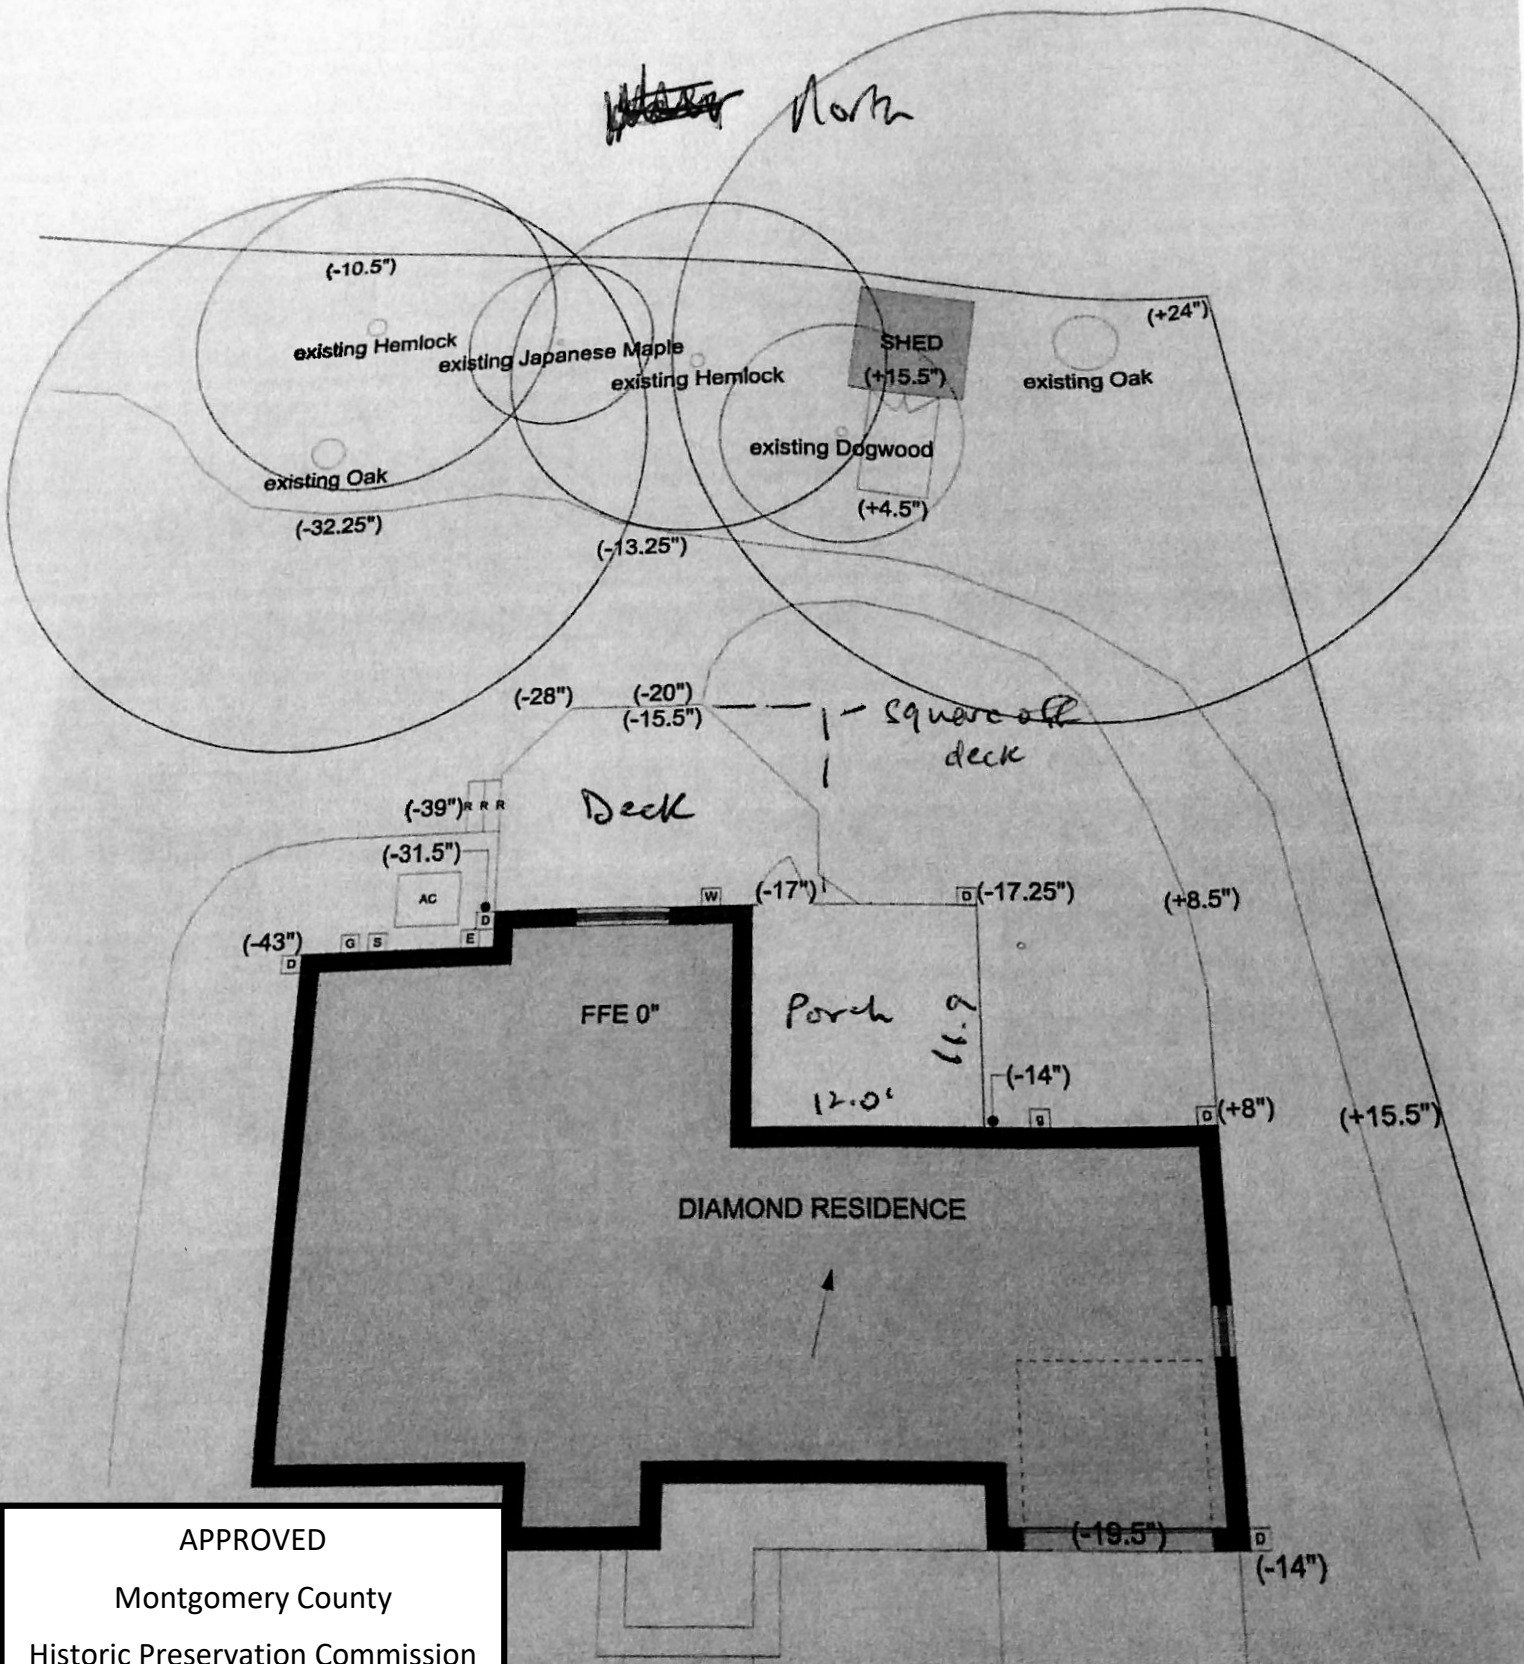 North
(-10.5")
(+24")
existing Hemlock
existing Japanese Maple
existing Hemlock
SHED
(+15.5")
existing Oak
existing Dogwood
existing Oak
(+4.5")
(-32.25")
(-13.25")
(-28")
(-20")
(-15.5")
square off
deck
(-39")
R R R
Deck
(-31.5")
AC
W
(-17")
D
(-17.25")
(+8.5")
D
(-43")
G
S
E
D
FFE 0"
Porch
11.9
(-14")
12.0'
g
D
(+8")
(+15.5")
DIAMOND RESIDENCE
(-19.5")
D
(-14")
APPROVED
Montgomery County
Historic Preservation Commission